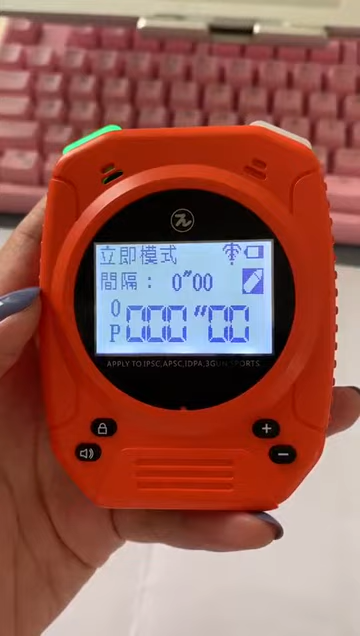 立即模式
間隔： 0"00
0
P 000 "00
APPLY TO IPSC,APSC,IDPA,3GUN SPORTS
+
−